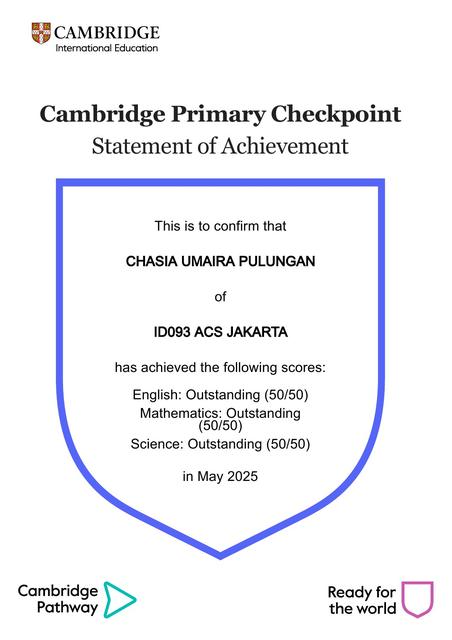 CAMBRIDGE
International Education
Cambridge Primary Checkpoint
Statement of Achievement
This is to confirm that
CHASIA UMAIRA PULUNGAN
of
ID093 ACS JAKARTA
has achieved the following scores:
English: Outstanding (50/50)
Mathematics: Outstanding
(50/50)
Science: Outstanding (50/50)
in May 2025
Cambridge
Pathway
Ready for
the world